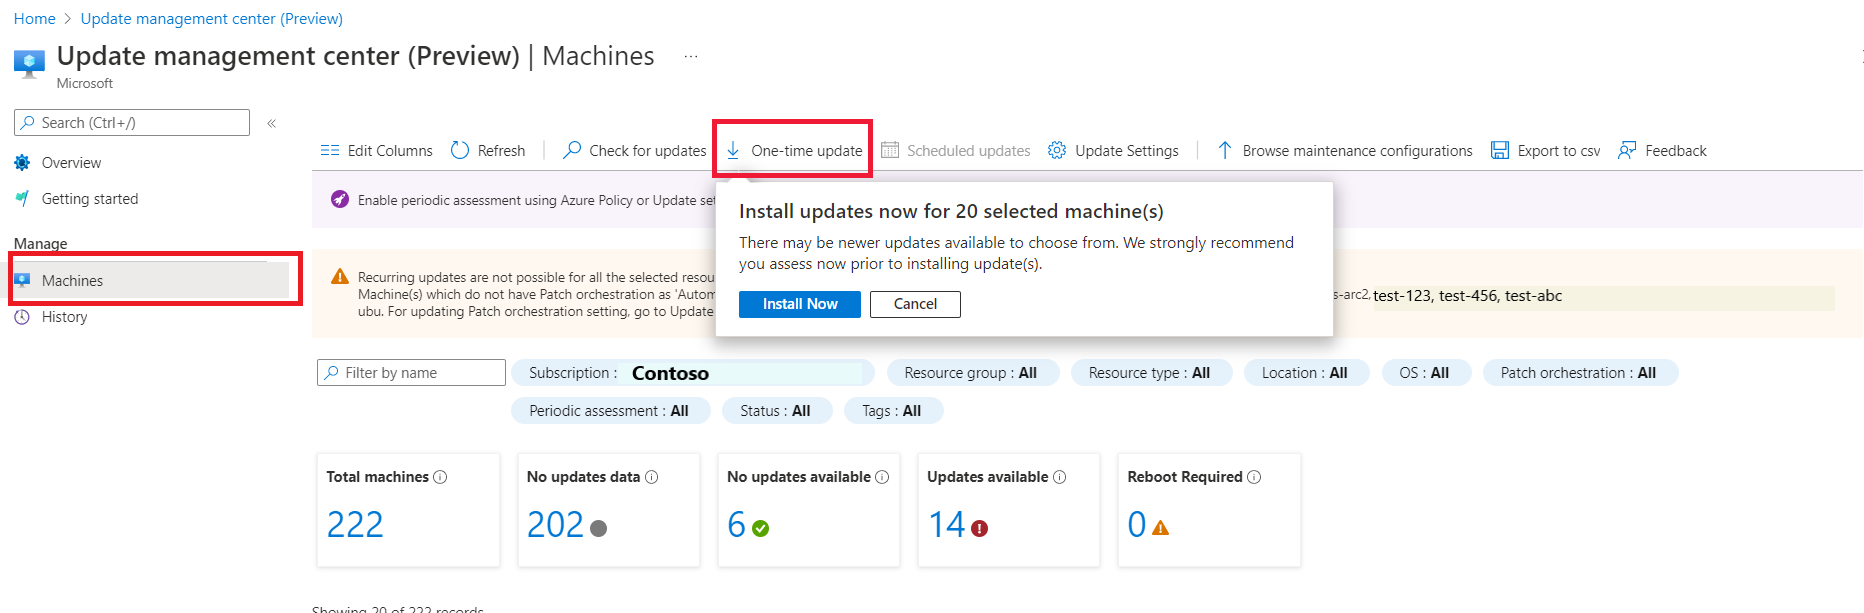 Home > Update management center (Preview)
Update management center (Preview) | Machines ...
Microsoft
Search (Ctrl+/) «
Overview
Getting started
Manage
Machines
History
Edit Columns Refresh Check for updates One-time update Scheduled updates Update Settings Browse maintenance configurations Export to csv Feedback
Enable periodic assessment using Azure Policy or Update set
Install updates now for 20 selected machine(s)
There may be newer updates available to choose from. We strongly recommend
you assess now prior to installing update(s).
Install Now Cancel
Recurring updates are not possible for all the selected resou
Machine(s) which do not have Patch orchestration as 'Autom
ubu. For updating Patch orchestration setting, go to Update
s-arc2, test-123, test-456, test-abc
Filter by name Subscription : Contoso Resource group : All Resource type : All Location : All OS : All Patch orchestration : All
Periodic assessment : All Status : All Tags : All
Total machines No updates data No updates available Updates available Reboot Required
222 202 6 14 0
Showing 20 of 222 records